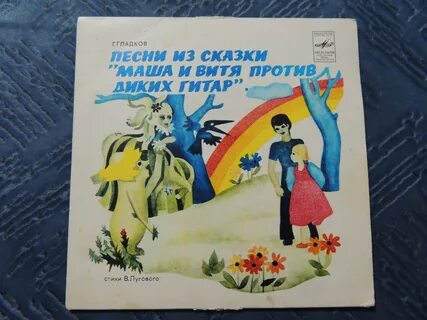 Г.ГЛАДКОВ
ПЕСНИ ИЗ СКАЗКИ
"МАША И ВИТЯ ПРОТИВ
ДИКИХ ГИТАР"
стихи В.Лугового